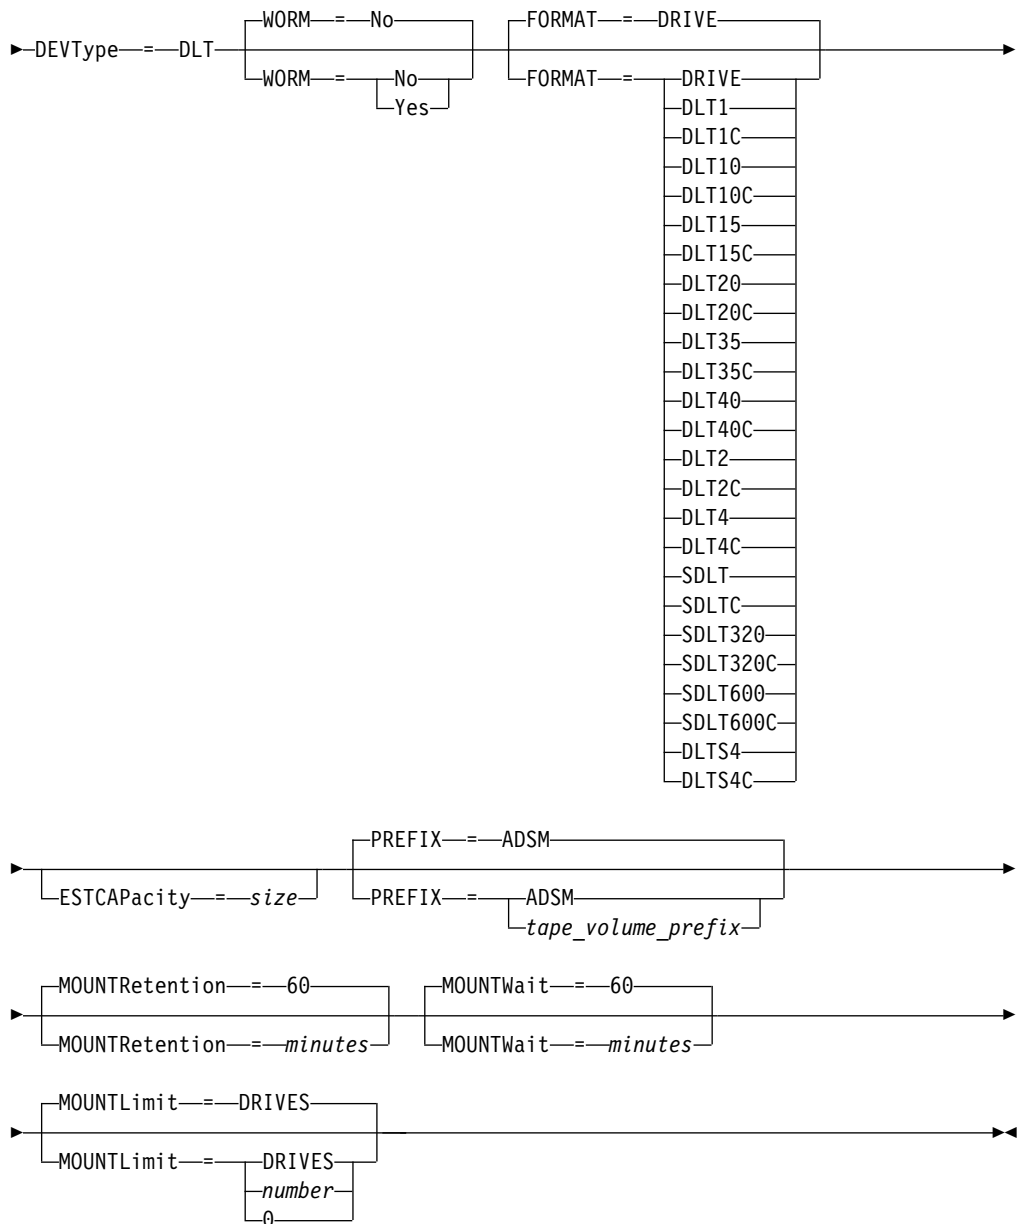 WORM = No FORMAT = DRIVE
DEVType = DLT
WORM = No FORMAT = DRIVE
Yes DLT1
DLT1C
DLT10
DLT10C
DLT15
DLT15C
DLT20
DLT20C
DLT35
DLT35C
DLT40
DLT40C
DLT2
DLT2C
DLT4
DLT4C
SDLT
SDLTC
SDLT320
SDLT320C
SDLT600
SDLT600C
DLTS4
DLTS4C
PREFIX = ADSM
ESTCAPacity = size PREFIX = ADSM
tape_volume_prefix
MOUNTRetention = 60 MOUNTWait = 60
MOUNTRetention = minutes MOUNTWait = minutes
MOUNTLimit = DRIVES
MOUNTLimit = DRIVES
number
0